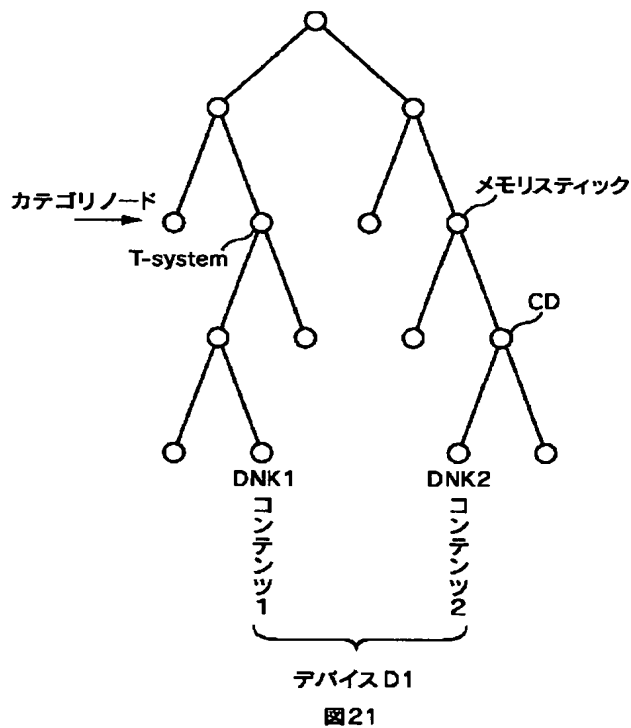 カテゴリノード
メモリスティック
T-system
CD
DNK1
DNK2
コンテンツ1
コンテンツ2
デバイスD1
図21